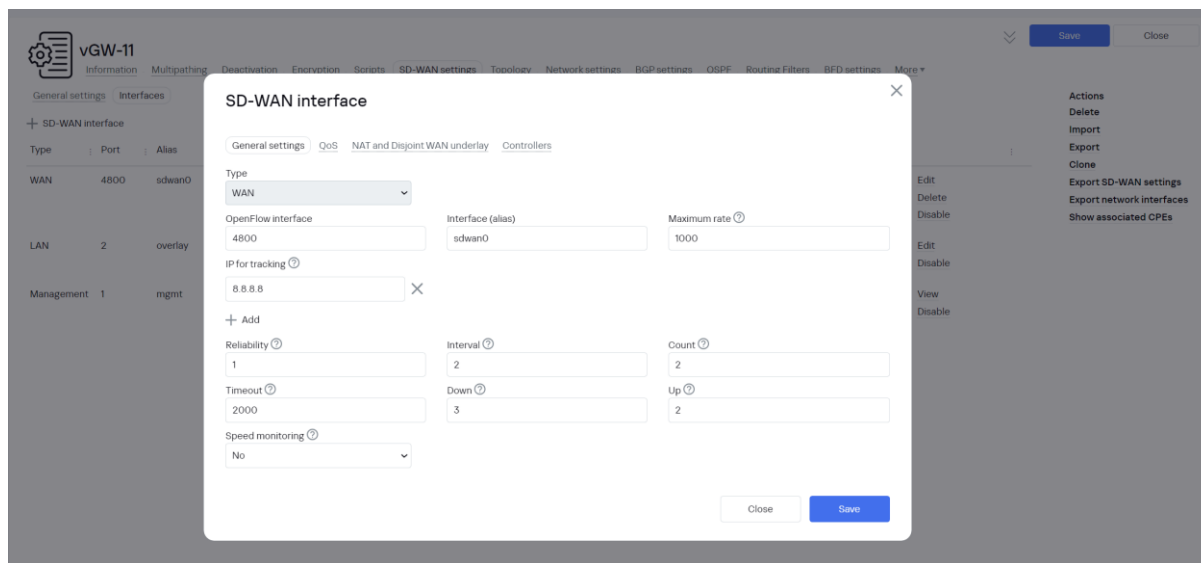 vGW-11
Save
Close
Information Multipathing Deactivation Encryption Scripts SD-WAN settings Topology Network settings BGP settings OSPF Routing Filters BFD settings More
General settings Interfaces
SD-WAN interface
Type Port Alias
WAN 4800 sdwan0
LAN 2 overlay
Management 1 mgmt
SD-WAN interface
General settings QoS NAT and Disjoint WAN underlay Controllers
Type
WAN
OpenFlow interface Interface (alias) Maximum rate
4800 sdwan0 1000
IP for tracking
8.8.8.8
+ Add
Reliability Interval Count
1 2 2
Timeout Down Up
2000 3 2
Speed monitoring
No
Close Save
Edit
Delete
Disable
Edit
Disable
View
Disable
Actions
Delete
Import
Export
Clone
Export SD-WAN settings
Export network interfaces
Show associated CPEs